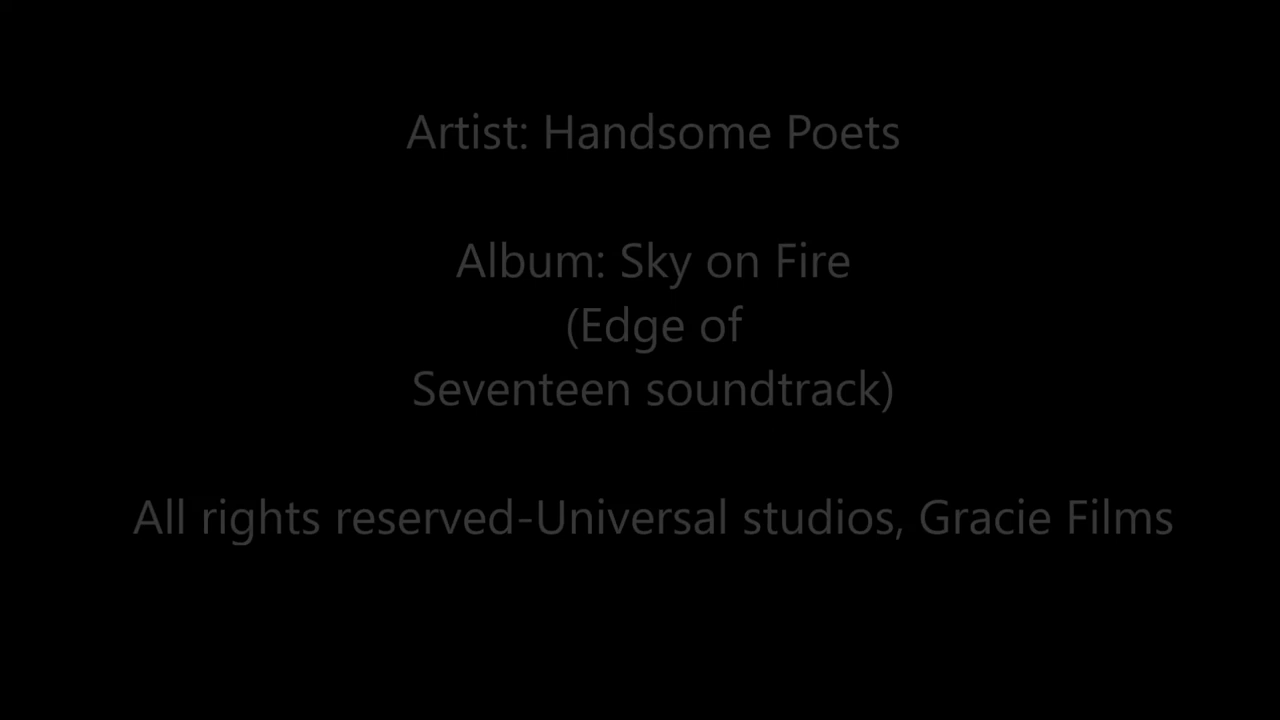 Artist: Handsome Poets
Album: Sky on Fire
(Edge of
Seventeen soundtrack)
All rights reserved-Universal studios, Gracie Films